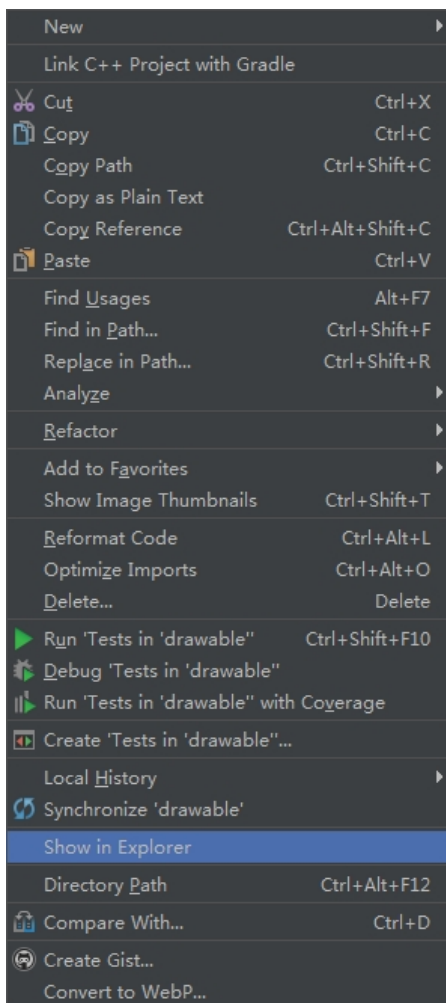 New
Link C++ Project with Gradle
Cut Ctrl+X
Copy Ctrl+C
Copy Path Ctrl+Shift+C
Copy as Plain Text
Copy Reference Ctrl+Alt+Shift+C
Paste Ctrl+V
Find Usages Alt+F7
Find in Path... Ctrl+Shift+F
Replace in Path... Ctrl+Shift+R
Analyze
Refactor
Add to Favorites
Show Image Thumbnails Ctrl+Shift+T
Reformat Code Ctrl+Alt+L
Optimize Imports Ctrl+Alt+O
Delete... Delete
Run 'Tests in 'drawable'' Ctrl+Shift+F10
Debug 'Tests in 'drawable''
Run 'Tests in 'drawable'' with Coverage
Create 'Tests in 'drawable''...
Local History
Synchronize 'drawable'
Show in Explorer
Directory Path Ctrl+Alt+F12
Compare With... Ctrl+D
Create Gist...
Convert to WebP...